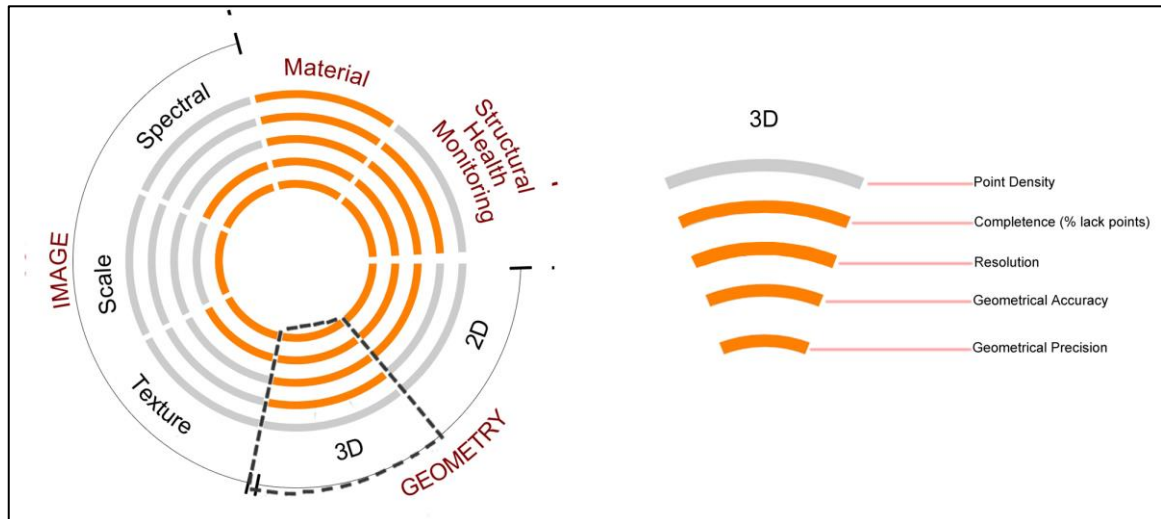 Material
Spectral
Structural
Health
Monitoring
IMAGE
Scale
Texture
3D
2D
GEOMETRY
3D
Point Density
Completence (% lack points)
Resolution
Geometrical Accuracy
Geometrical Precision